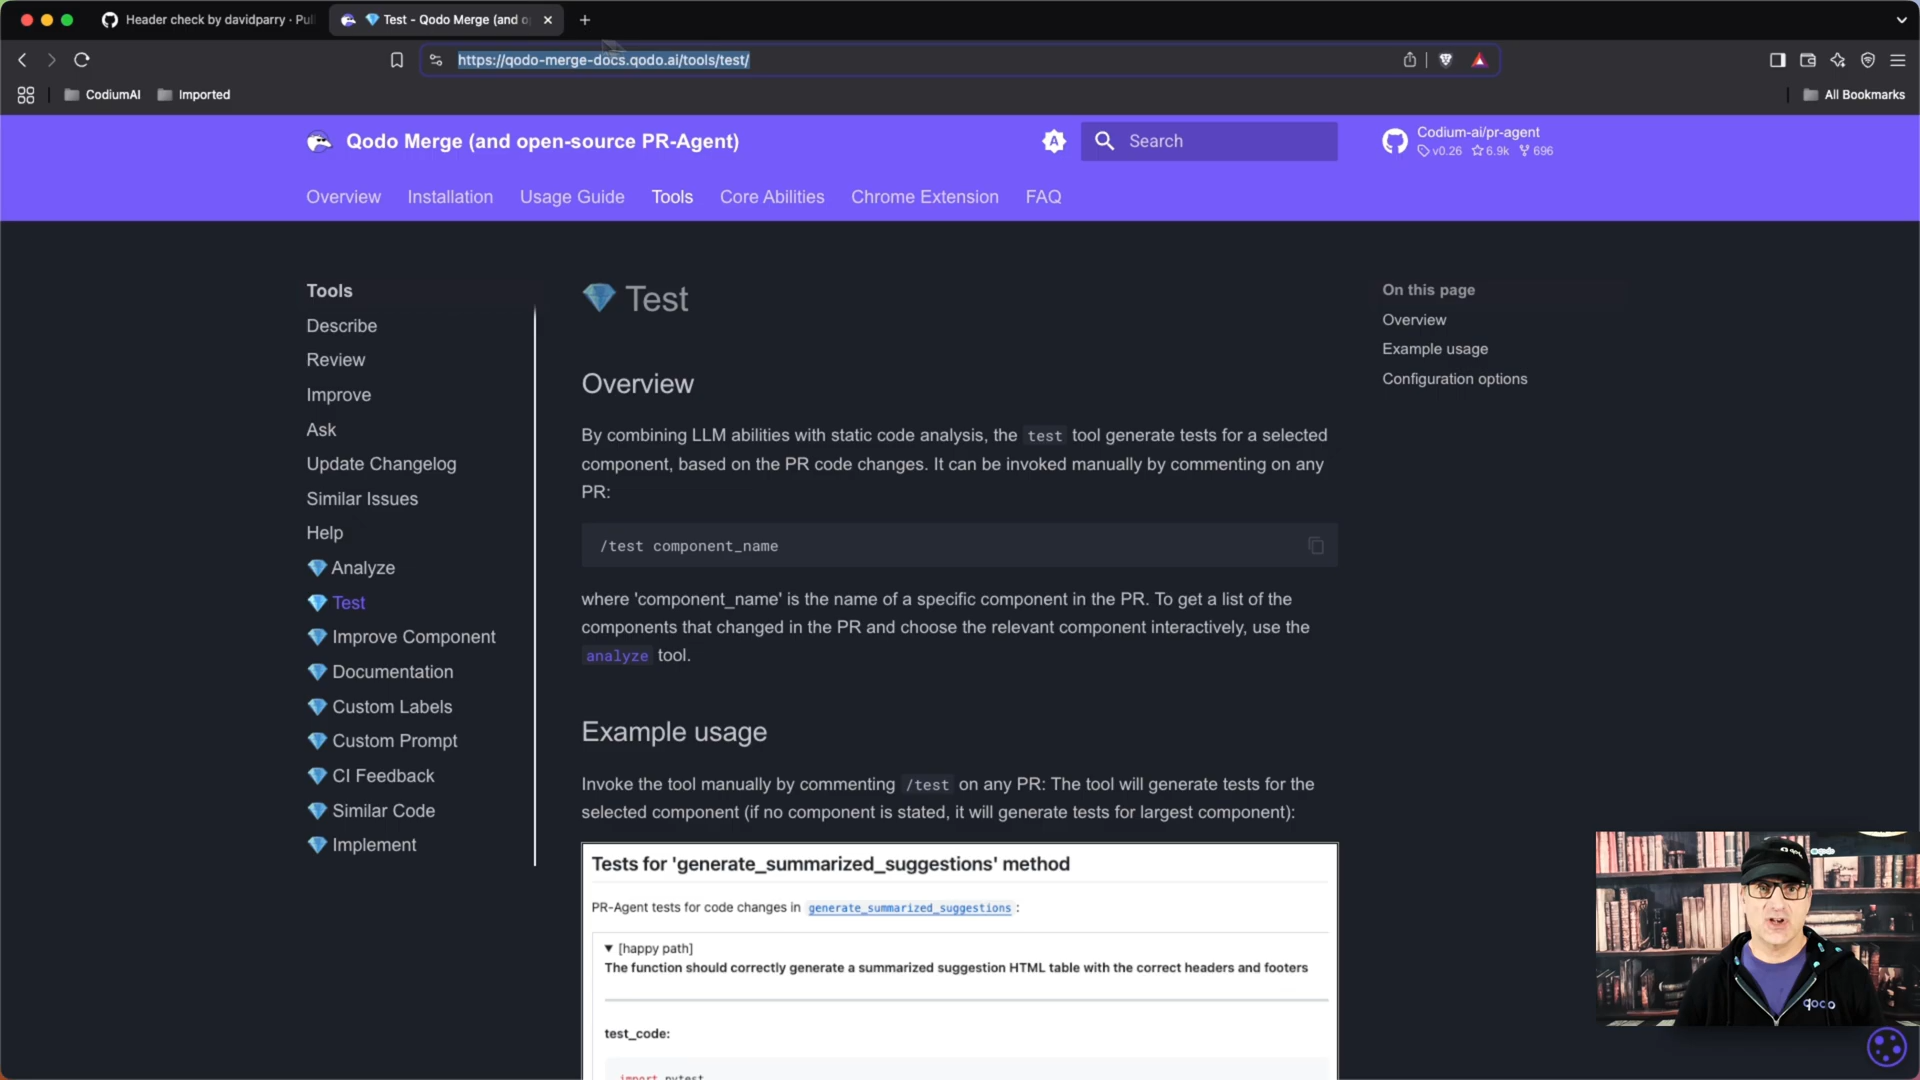 Header check by davidparry · Pull
Test - Qodo Merge (and o
https://qodo-merge-docs.qodo.ai/tools/test/
CodiumAI
Imported
All Bookmarks
Qodo Merge (and open-source PR-Agent)
Search
Codium-ai/pr-agent
v0.26 6.9k 696
Overview
Installation
Usage Guide
Tools
Core Abilities
Chrome Extension
FAQ
Tools
Describe
Review
Improve
Ask
Update Changelog
Similar Issues
Help
Analyze
Test
Improve Component
Documentation
Custom Labels
Custom Prompt
CI Feedback
Similar Code
Implement
Test
Overview
By combining LLM abilities with static code analysis, the test tool generate tests for a selected
component, based on the PR code changes. It can be invoked manually by commenting on any
PR:
/test component_name
where 'component_name' is the name of a specific component in the PR. To get a list of the
components that changed in the PR and choose the relevant component interactively, use the
analyze tool.
Example usage
Invoke the tool manually by commenting /test on any PR: The tool will generate tests for the
selected component (if no component is stated, it will generate tests for largest component):
Tests for 'generate_summarized_suggestions' method
PR-Agent tests for code changes in generate_summarized_suggestions :
[happy path]
The function should correctly generate a summarized suggestion HTML table with the correct headers and footers
test_code:
import pytest
On this page
Overview
Example usage
Configuration options
qodo